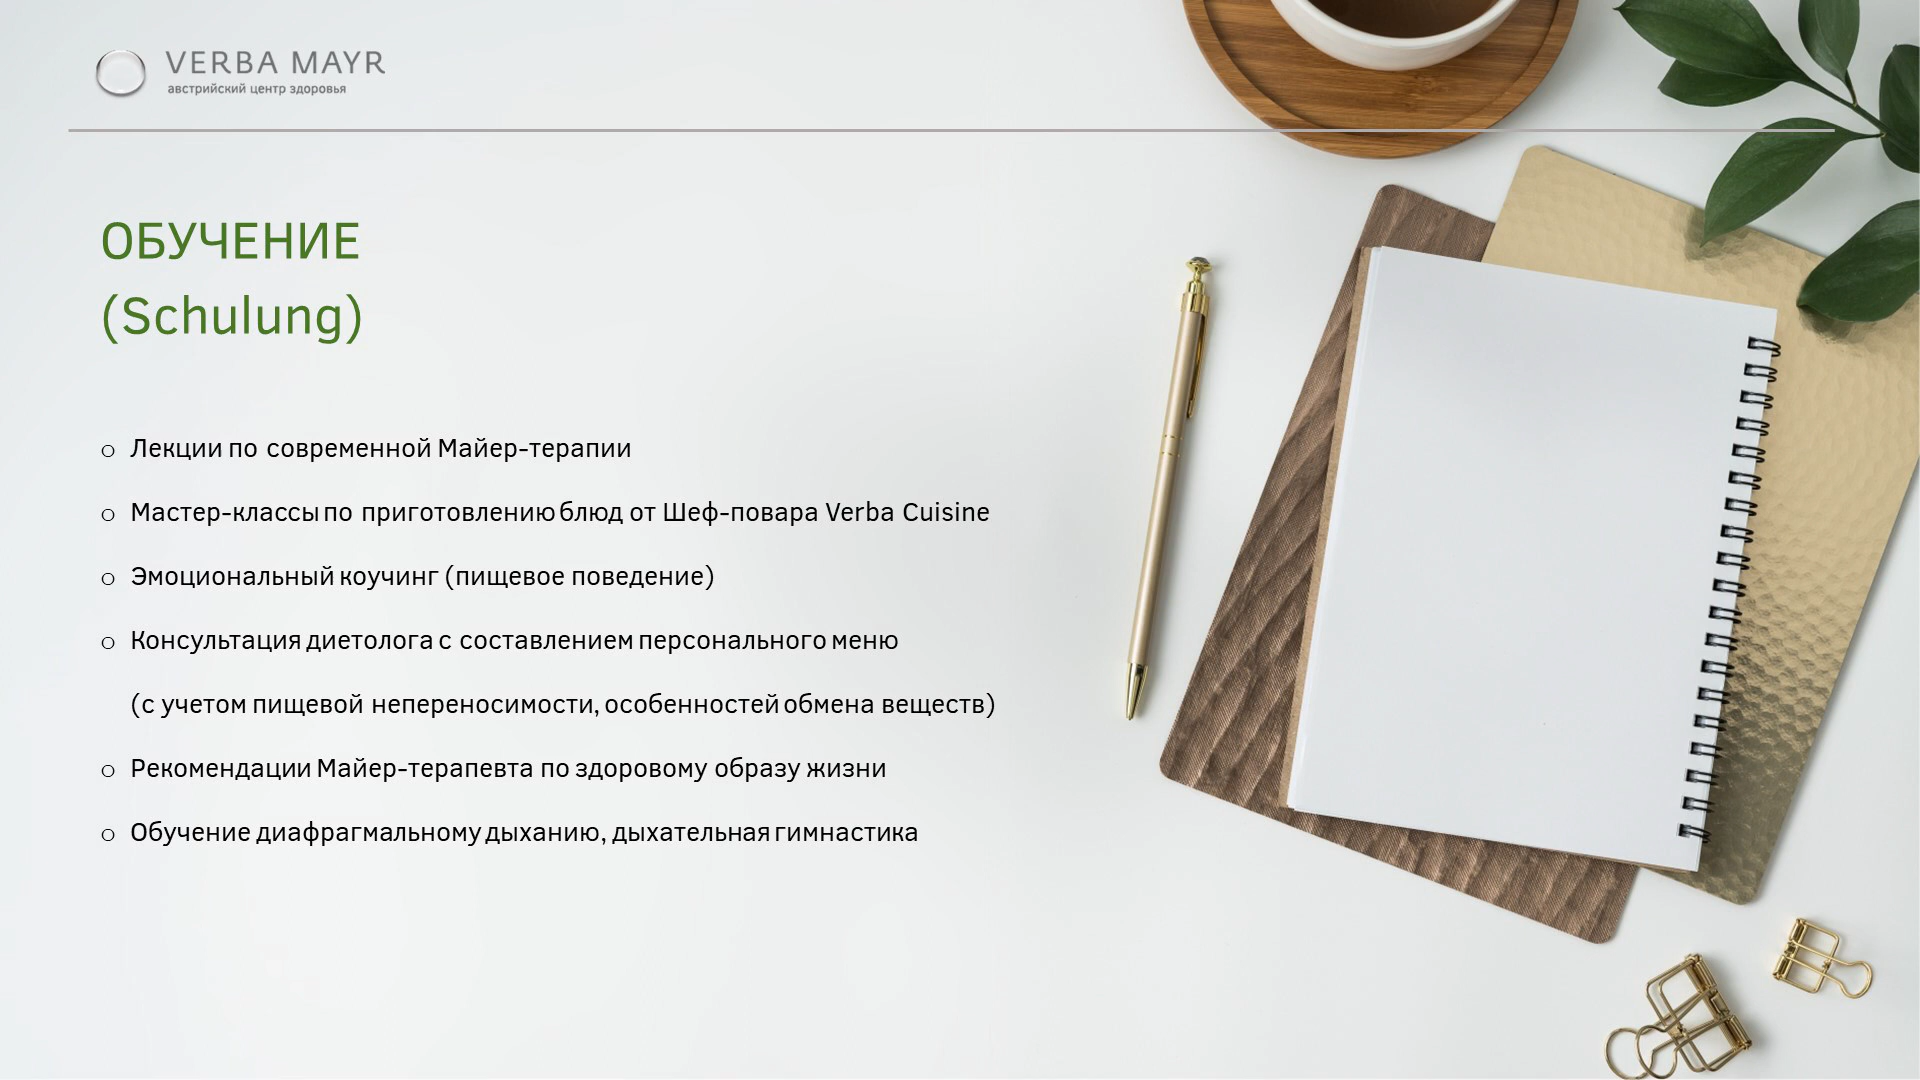 VERBA MAYR
австрийский центр здоровья
ОБУЧЕНИЕ
(Schulung)
o Лекции по современной Майер-терапии
o Мастер-классы по приготовлению блюд от Шеф-повара Verba Cuisine
o Эмоциональный коучинг (пищевое поведение)
o Консультация диетолога с составлением персонального меню
(с учетом пищевой непереносимости, особенностей обмена веществ)
o Рекомендации Майер-терапевта по здоровому образу жизни
o Обучение диафрагмальному дыханию, дыхательная гимнастика